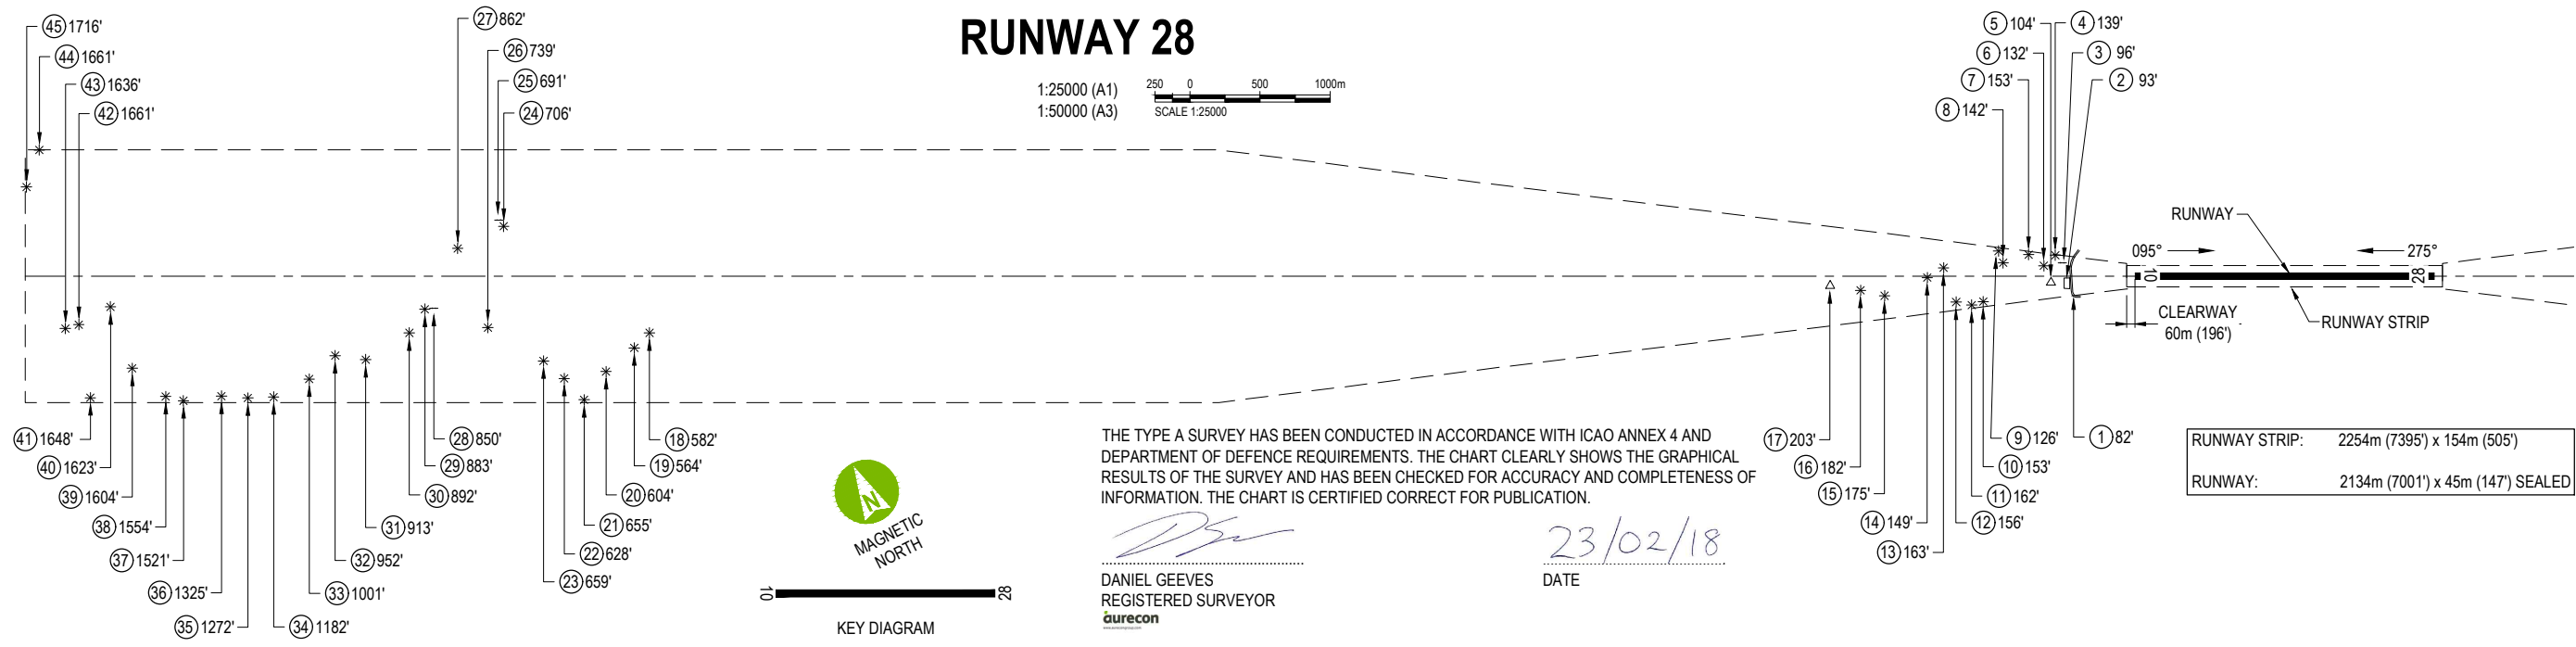 RUNWAY 28
1:25000 (A1)
1:50000 (A3)
250 0 500 1000m
SCALE 1:25000
45 1716'
44 1661'
43 1636'
42 1661'
27 862'
26 739'
25 691'
24 706'
5 104'
4 139'
6 132'
3 96'
7 153'
2 93'
8 142'
RUNWAY
095°
275°
10
28
CLEARWAY
60m (196')
RUNWAY STRIP
41 1648'
40 1623'
39 1604'
38 1554'
37 1521'
36 1325'
35 1272'
34 1182'
33 1001'
32 952'
31 913'
30 892'
29 883'
28 850'
23 659'
22 628'
21 655'
20 604'
19 564'
18 582'
N
MAGNETIC
NORTH
10
28
KEY DIAGRAM
THE TYPE A SURVEY HAS BEEN CONDUCTED IN ACCORDANCE WITH ICAO ANNEX 4 AND
DEPARTMENT OF DEFENCE REQUIREMENTS. THE CHART CLEARLY SHOWS THE GRAPHICAL
RESULTS OF THE SURVEY AND HAS BEEN CHECKED FOR ACCURACY AND COMPLETENESS OF
INFORMATION. THE CHART IS CERTIFIED CORRECT FOR PUBLICATION.
23/02/18
DANIEL GEEVES
REGISTERED SURVEYOR
aurecon
DATE
17 203'
16 182'
15 175'
14 149'
13 163'
12 156'
11 162'
10 153'
9 126'
1 82'
RUNWAY STRIP: 2254m (7395') x 154m (505')
RUNWAY: 2134m (7001') x 45m (147') SEALED